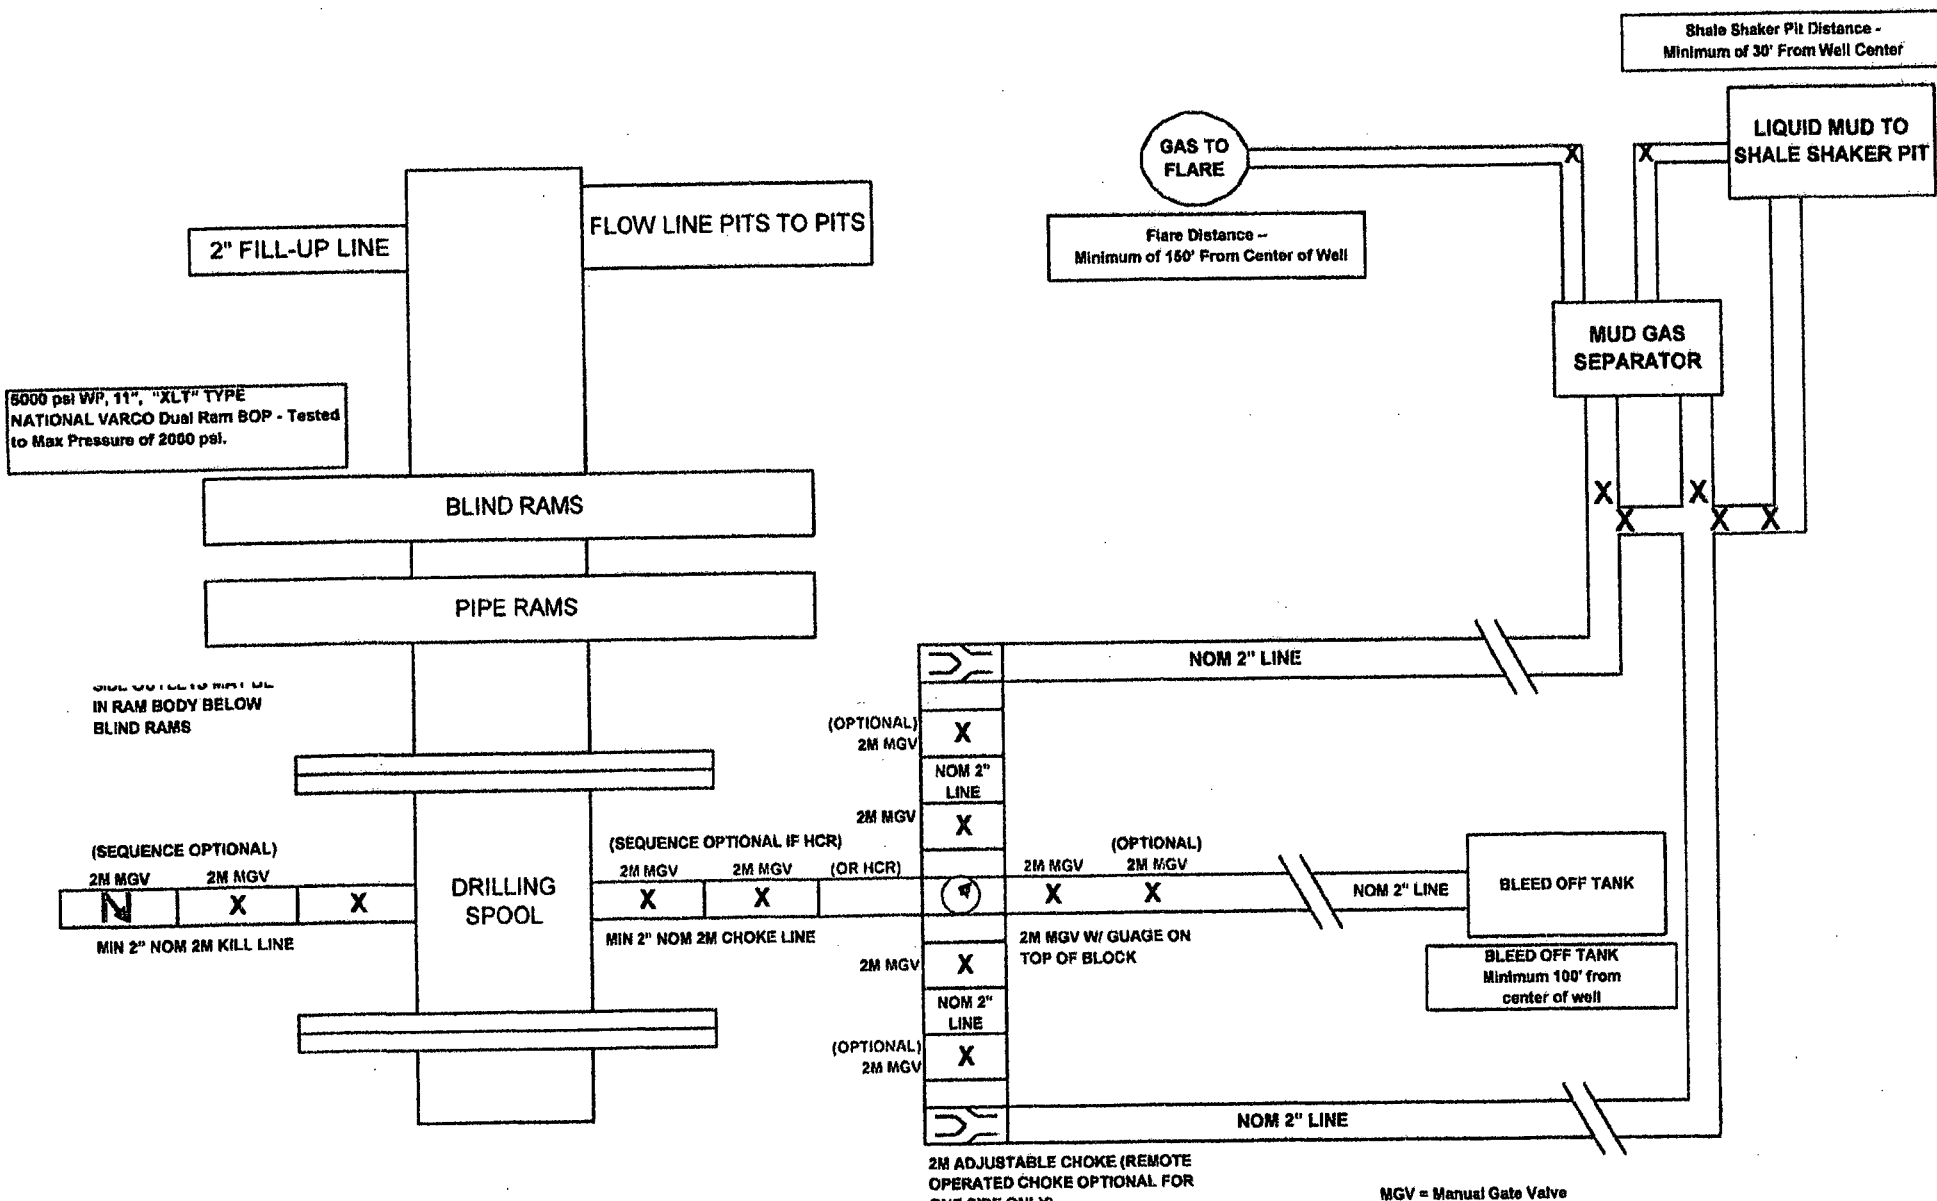 Shale Shaker Pit Distance -
Minimum of 30' From Well Center
LIQUID MUD TO
SHALE SHAKER PIT
GAS TO
FLARE
X
X
Flare Distance --
Minimum of 150' From Center of Well
2" FILL-UP LINE
FLOW LINE PITS TO PITS
MUD GAS
SEPARATOR
5000 psi WP, 11", "XLT" TYPE
NATIONAL VARCO Dual Ram BOP - Tested
to Max Pressure of 2000 psi.
BLIND RAMS
X
X
X
X
X
PIPE RAMS
SIDE OUTLETS MAY BE
IN RAM BODY BELOW
BLIND RAMS
NOM 2" LINE
(OPTIONAL)
2M MGV
X
NOM 2"
LINE
2M MGV
X
(SEQUENCE OPTIONAL)
2M MGV
2M MGV
N
X
X
MIN 2" NOM 2M KILL LINE
DRILLING
SPOOL
(SEQUENCE OPTIONAL IF HCR)
2M MGV
2M MGV
(OR HCR)
X
X
MIN 2" NOM 2M CHOKE LINE
2M MGV
(OPTIONAL)
2M MGV
X
X
NOM 2" LINE
BLEED OFF TANK
2M MGV W/ GUAGE ON
TOP OF BLOCK
BLEED OFF TANK
Minimum 100' from
center of well
2M MGV
X
NOM 2"
LINE
(OPTIONAL)
2M MGV
X
NOM 2" LINE
2M ADJUSTABLE CHOKE (REMOTE
OPERATED CHOKE OPTIONAL FOR
ONE SIDE ONLY)
MGV = Manual Gate Valve